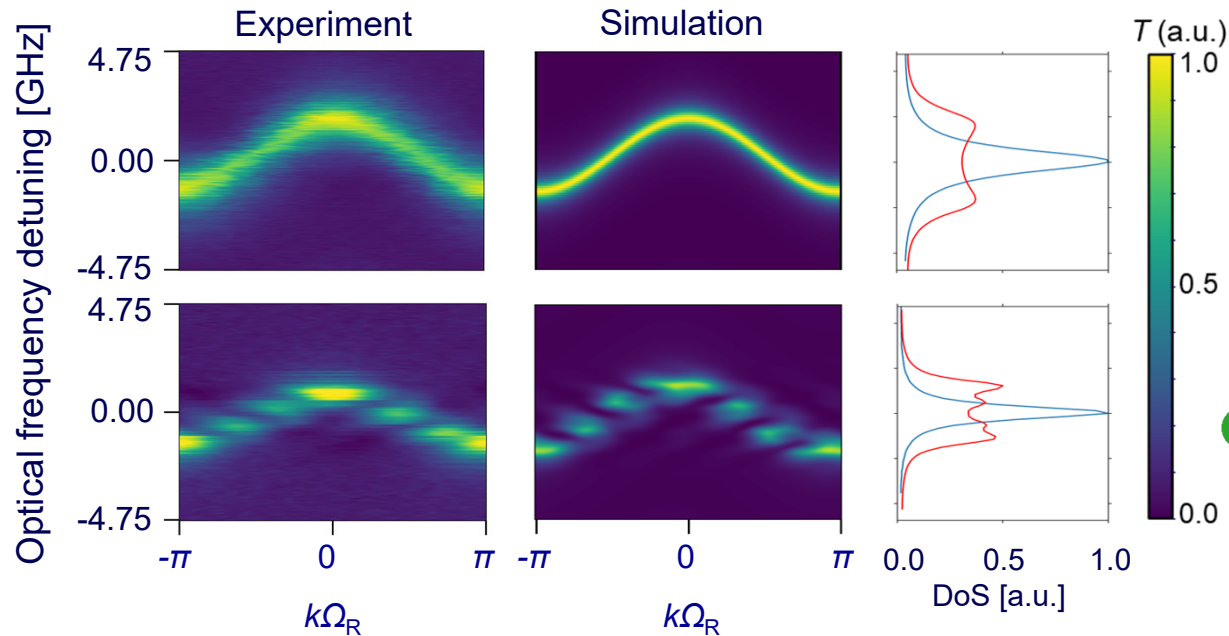 Experiment
Simulation
T (a.u.)
Optical frequency detuning [GHz]
4.75
0.00
-4.75
4.75
0.00
-4.75
1.0
0.5
0.0
-π 0 π
-π 0 π
0.0 0.5 1.0
kΩR
kΩR
DoS [a.u.]